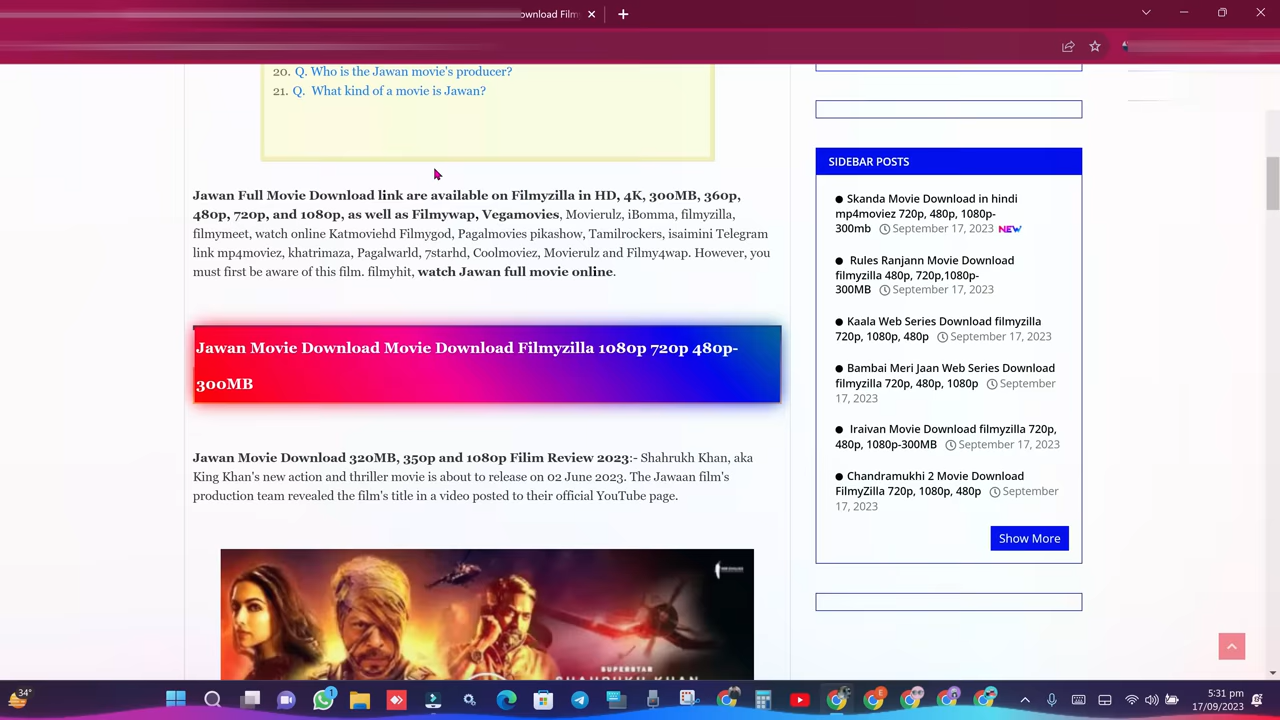 ownload Film
20. Q. Who is the Jawan movie's producer?
21. Q. What kind of a movie is Jawan?
Jawan Full Movie Download link are available on Filmyzilla in HD, 4K, 300MB, 360p,
480p, 720p, and 1080p, as well as Filmywap, Vegamovies, Movierulz, iBomma, filmyzilla,
filmymeet, watch online Katmoviehd Filmygod, Pagalmovies pikashow, Tamilrockers, isaimini Telegram
link mp4moviez, khatrimaza, Pagalwarld, 7starhd, Coolmoviez, Movierulz and Filmy4wap. However, you
must first be aware of this film. filmyhit, watch Jawan full movie online.
Jawan Movie Download Movie Download Filmyzilla 1080p 720p 480p-
300MB
Jawan Movie Download 320MB, 350p and 1080p Filim Review 2023:- Shahrukh Khan, aka
King Khan's new action and thriller movie is about to release on 02 June 2023. The Jawaan film's
production team revealed the film's title in a video posted to their official YouTube page.
SUPERSTAR
SHAHRUKH KHAN
SIDEBAR POSTS
Skanda Movie Download in hindi
mp4moviez 720p, 480p, 1080p-
300mb September 17, 2023 NEW
Rules Ranjann Movie Download
filmyzilla 480p, 720p,1080p-
300MB September 17, 2023
Kaala Web Series Download filmyzilla
720p, 1080p, 480p September 17, 2023
Bambai Meri Jaan Web Series Download
filmyzilla 720p, 480p, 1080p September
17, 2023
Iraivan Movie Download filmyzilla 720p,
480p, 1080p-300MB September 17, 2023
Chandramukhi 2 Movie Download
FilmyZilla 720p, 1080p, 480p September
17, 2023
Show More
34°
1
5:31 pm
17/09/2023